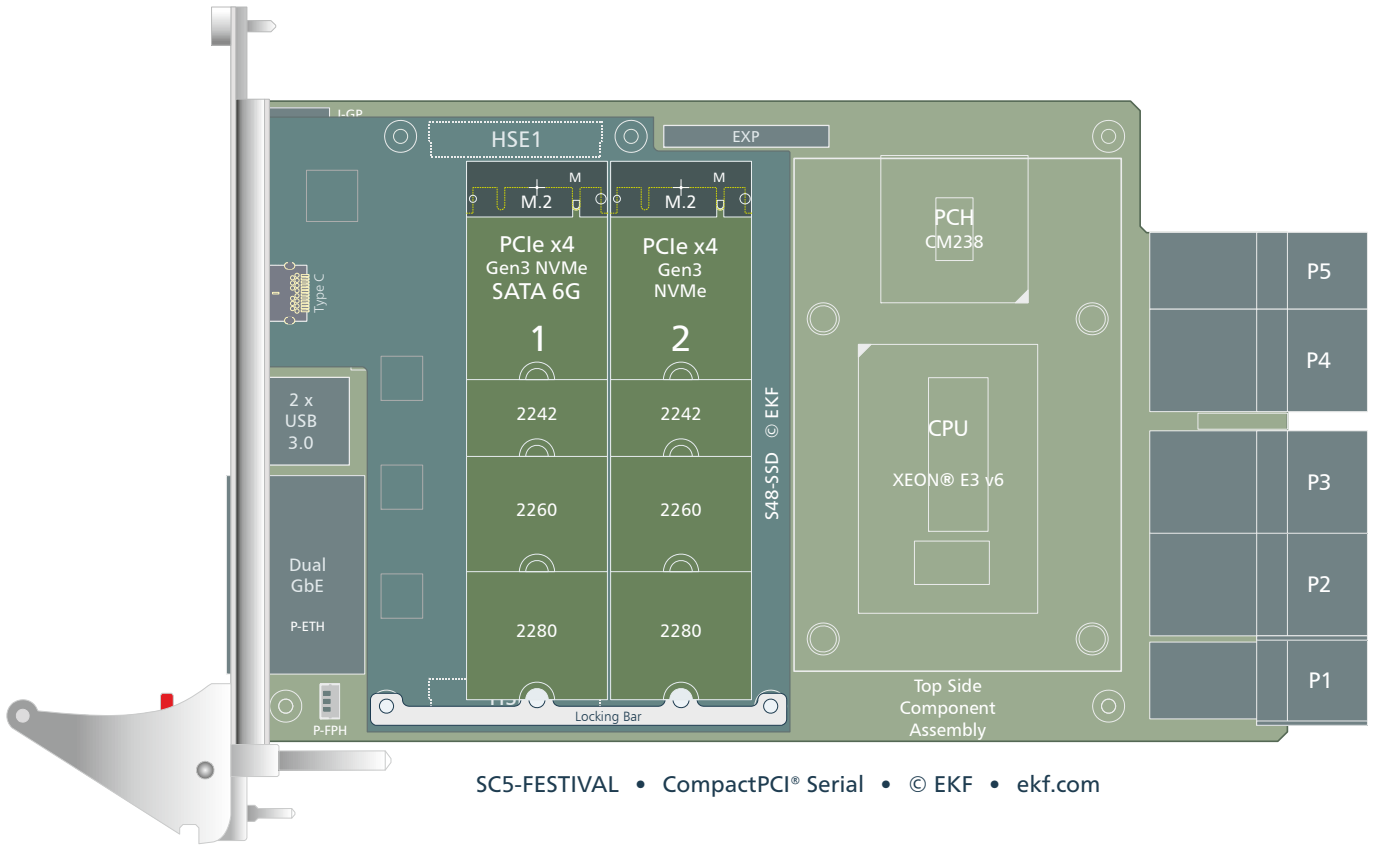 J-GP
HSE1
EXP
M
M.2
M
M.2
PCIe x4
Gen3 NVMe
SATA 6G
1
PCIe x4
Gen3
NVMe
2
PCH
CM238
Type C
P5
P4
2 x
USB
3.0
2242
2242
S48-SSD © EKF
CPU
XEON® E3 v6
P3
2260
2260
Dual
GbE
P-ETH
P2
2280
2280
P1
Top Side
Component
Assembly
Locking Bar
P-FPH
SC5-FESTIVAL • CompactPCI® Serial • © EKF • ekf.com